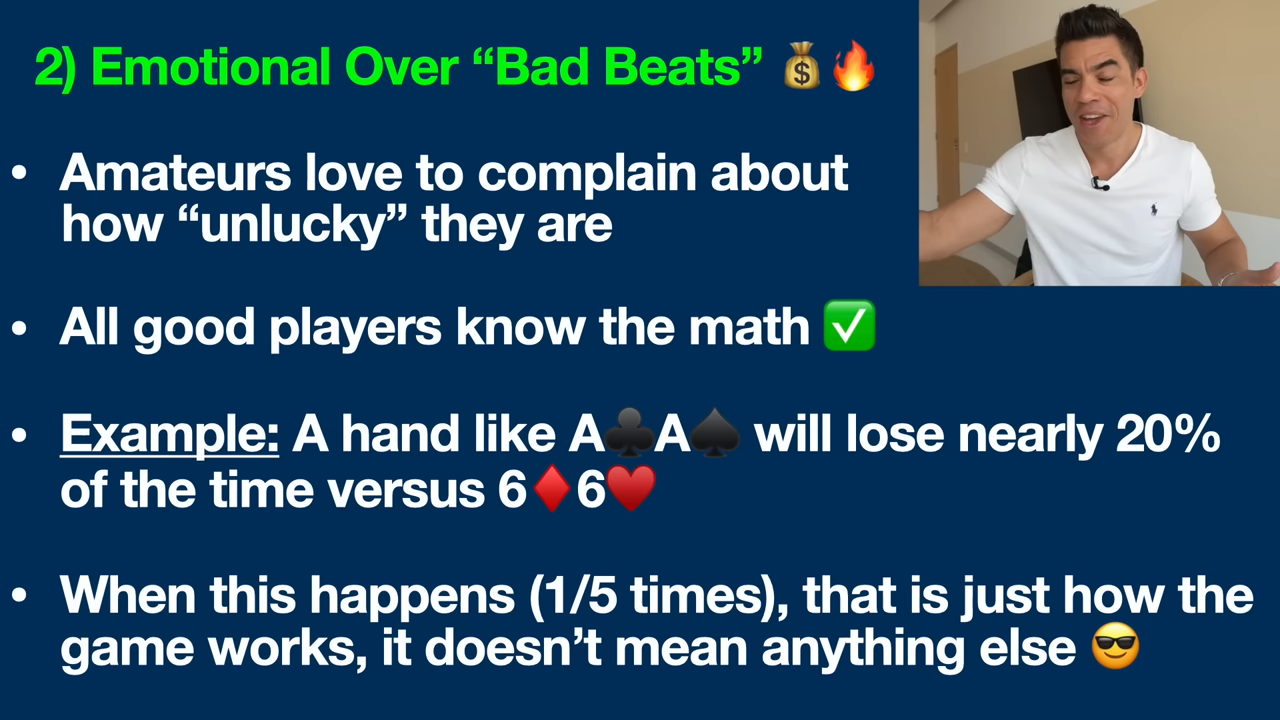 2) Emotional Over “Bad Beats” 💰🔥
• Amateurs love to complain about
how “unlucky” they are
• All good players know the math ✅
• Example: A hand like A♣️A♠️ will lose nearly 20%
of the time versus 6♦️6♥️
• When this happens (1/5 times), that is just how the
game works, it doesn’t mean anything else 😎